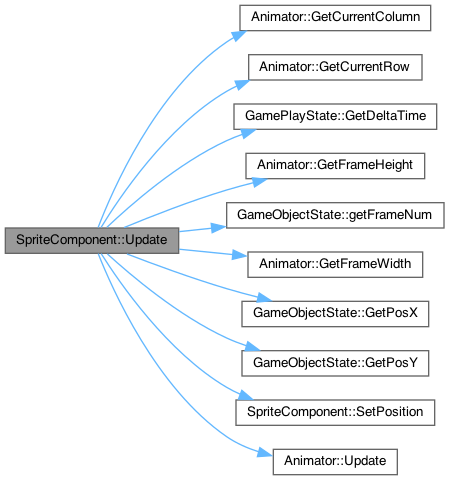 Animator::GetCurrentColumn
Animator::GetCurrentRow
GamePlayState::GetDeltaTime
Animator::GetFrameHeight
SpriteComponent::Update
GameObjectState::getFrameNum
Animator::GetFrameWidth
GameObjectState::GetPosX
GameObjectState::GetPosY
SpriteComponent::SetPosition
Animator::Update